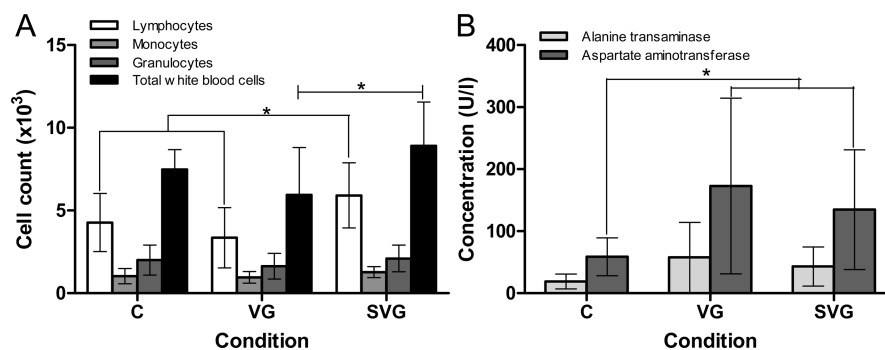 A
Lymphocytes
Monocytes
Granulocytes
Total white blood cells
15
10
5
0
Cell count (x10³)
*
*
C VG SVG
Condition
B
Alanine transaminase
Aspartate aminotransferase
400
300
200
100
0
Concentration (U/l)
*
C VG SVG
Condition